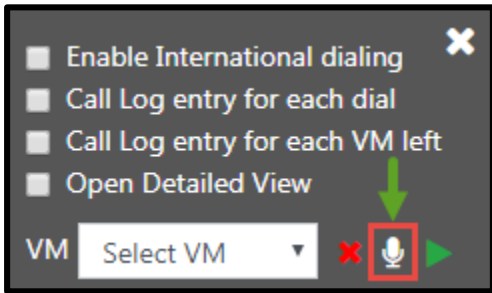 Enable International dialing
Call Log entry for each dial
Call Log entry for each VM left
Open Detailed View
VM Select VM